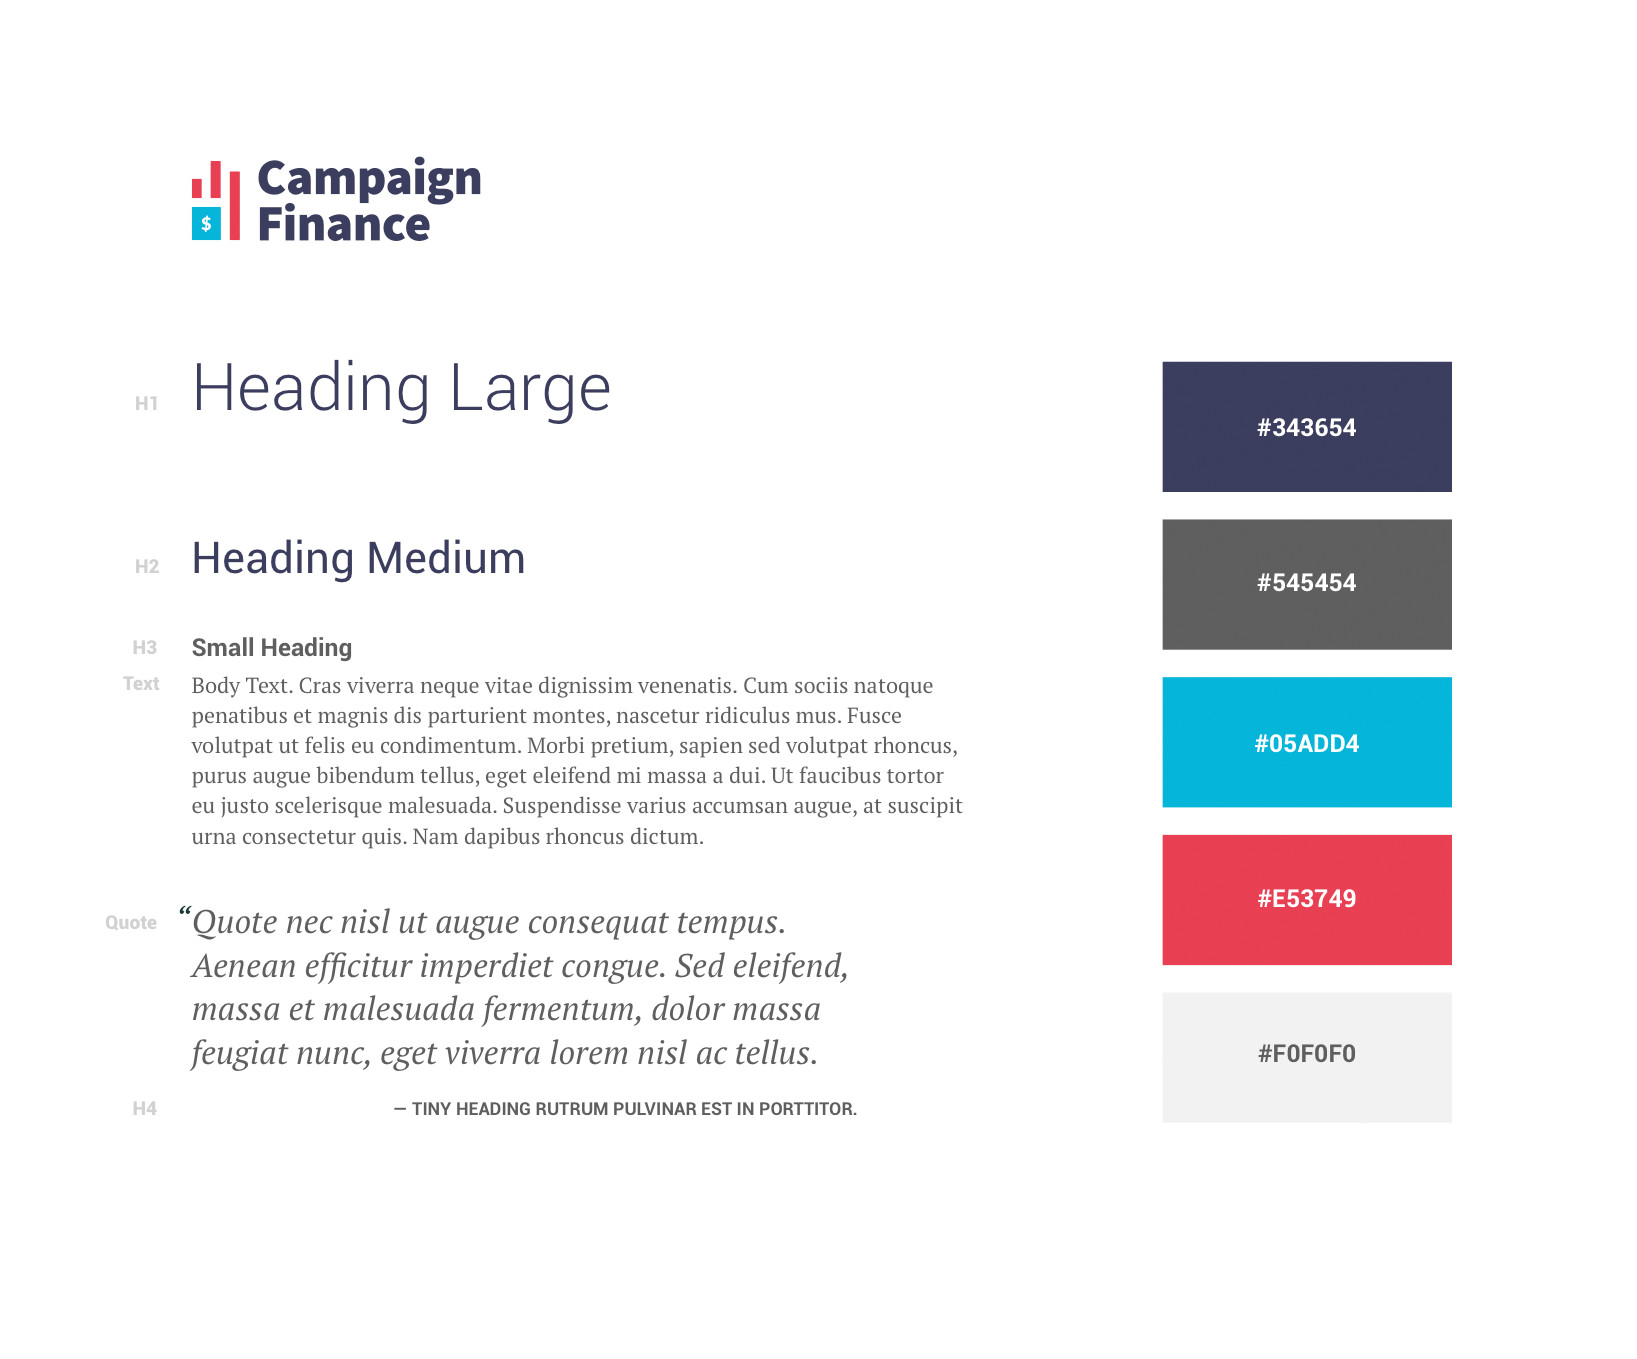 $
Campaign
Finance
H1 Heading Large
H2 Heading Medium
H3 Small Heading
Text Body Text. Cras viverra neque vitae dignissim venenatis. Cum sociis natoque
penatibus et magnis dis parturient montes, nascetur ridiculus mus. Fusce
volutpat ut felis eu condimentum. Morbi pretium, sapien sed volutpat rhoncus,
purus augue bibendum tellus, eget eleifend mi massa a dui. Ut faucibus tortor
eu justo scelerisque malesuada. Suspendisse varius accumsan augue, at suscipit
urna consectetur quis. Nam dapibus rhoncus dictum.
Quote “Quote nec nisl ut augue consequat tempus.
Aenean efficitur imperdiet congue. Sed eleifend,
massa et malesuada fermentum, dolor massa
feugiat nunc, eget viverra lorem nisl ac tellus.
H4 — TINY HEADING RUTRUM PULVINAR EST IN PORTTITOR.
#343654
#545454
#05ADD4
#E53749
#F0F0F0